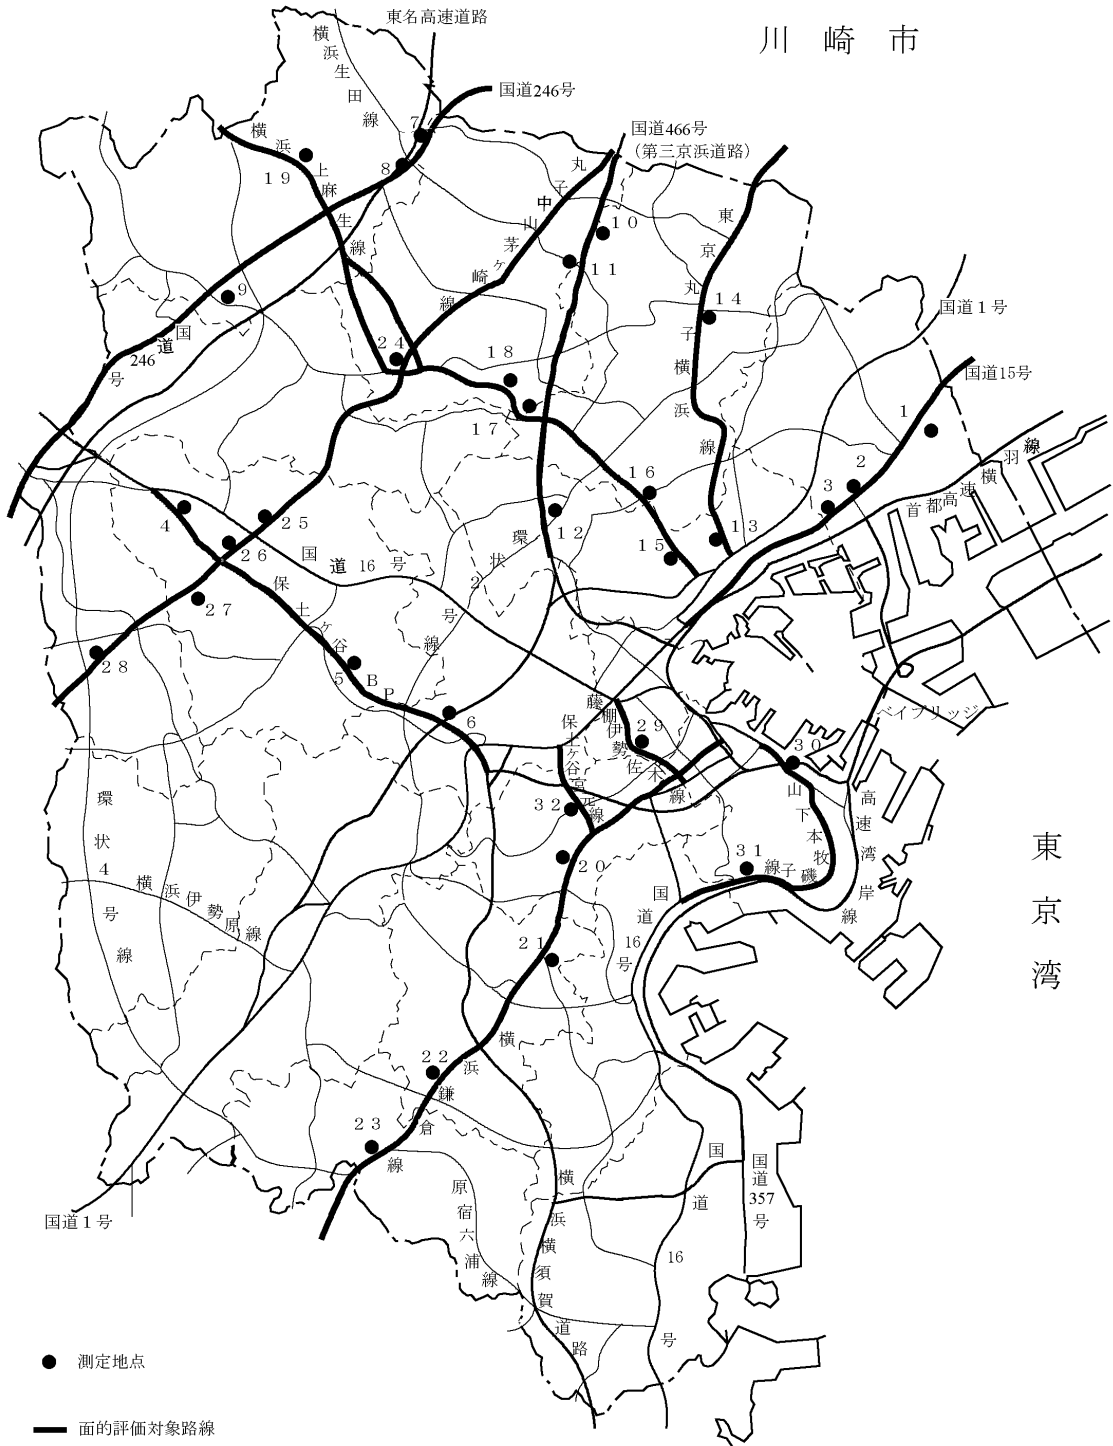 東名高速道路
川崎市
横浜生田線
国道246号
国道466号
（第三京浜道路）
横浜上麻生線
丸子中山茅ヶ崎線
東京丸子横浜線
7
8
19
10
11
14
9
国道246号
国道1号
国道15号
24
18
17
1
2
3
16
首都高速横羽線
4
25
26
12
13
15
国道16号
環状2号線
保土ヶ谷BP
27
28
5
6
藤棚伊勢佐木線
29
保土ヶ谷宮元線
ベイブリッジ
30
山下本牧磯子線
高速湾岸線
32
20
31
環状4号線
横浜伊勢原線
国道16号
東京湾
21
22
横浜鎌倉線
23
国道1号
原宿六浦線
横浜横須賀道路
国道16号
国道357号
測定地点
面的評価対象路線